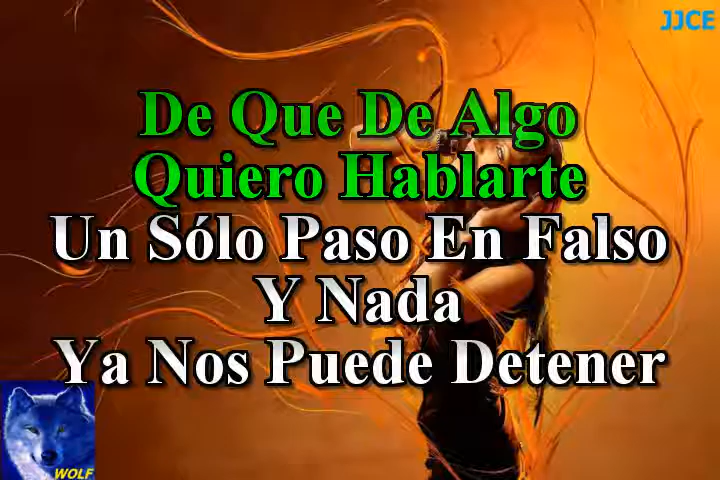 JJCE
De Que De Algo
Quiero Hablarte
Un Sólo Paso En Falso
Y Nada
Ya Nos Puede Detener
WOLF